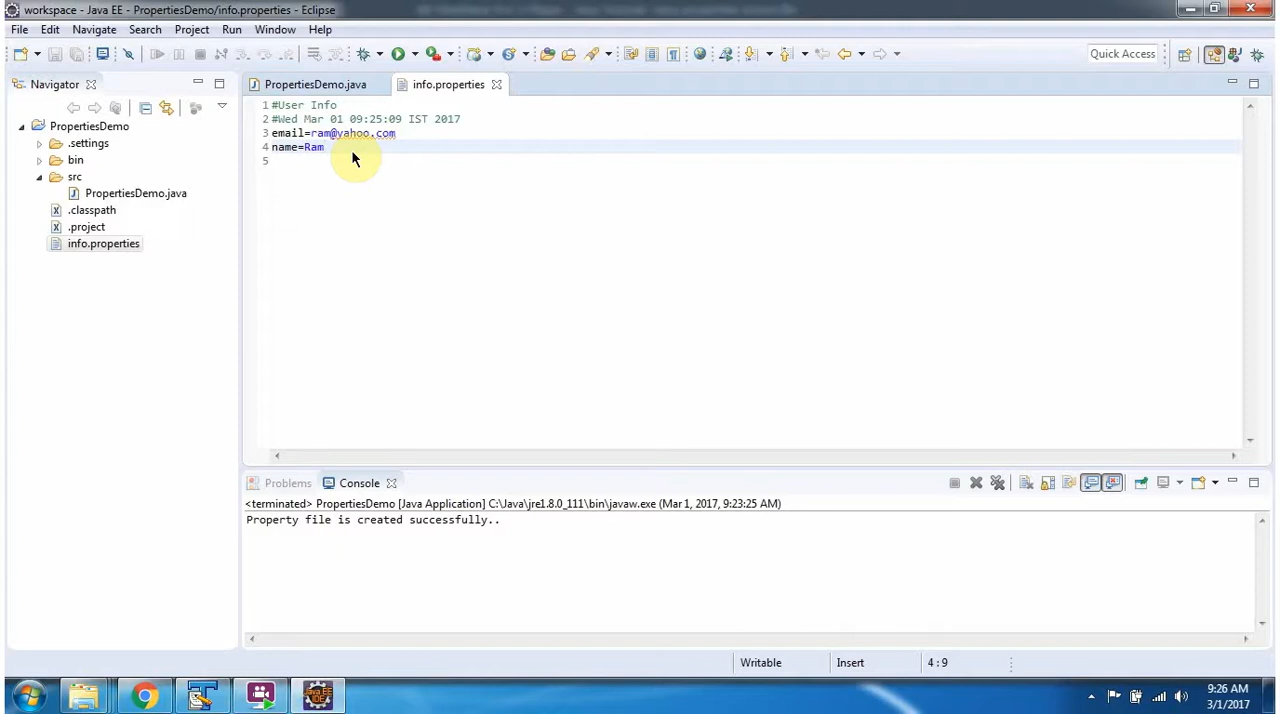 workspace - Java EE - PropertiesDemo/info.properties - Eclipse
File Edit Navigate Search Project Run Window Help
Quick Access
Navigator
PropertiesDemo.java
info.properties
PropertiesDemo
.settings
bin
src
PropertiesDemo.java
.classpath
.project
info.properties
1 #User Info
2 #Wed Mar 01 09:25:09 IST 2017
3 email=ram@yahoo.com
4 name=Ram
5
Problems Console
<terminated> PropertiesDemo [Java Application] C:\Java\jre1.8.0_111\bin\javaw.exe (Mar 1, 2017, 9:23:25 AM)
Property file is created successfully..
Writable Insert 4 : 9
Java EE
IDE
9:26 AM
3/1/2017